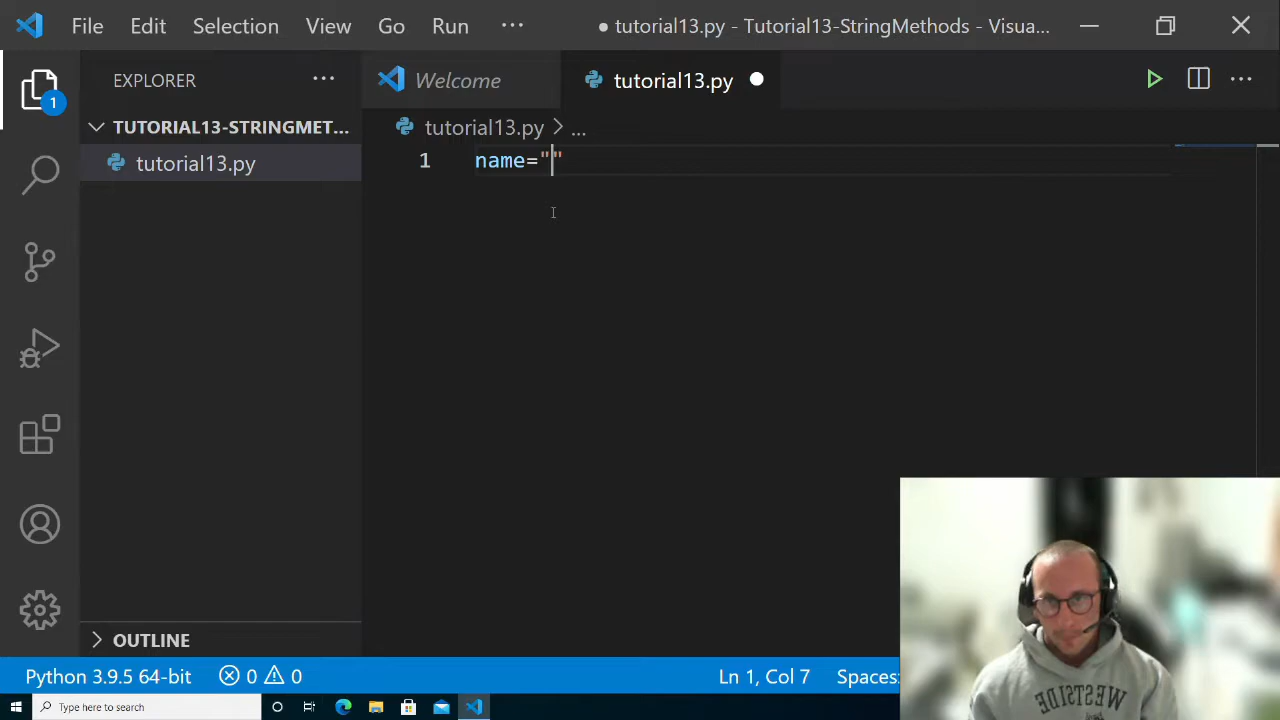 File Edit Selection View Go Run ··· ● tutorial13.py - Tutorial13-StringMethods - Visua...
EXPLORER ···
Welcome
tutorial13.py ●
1
TUTORIAL13-STRINGMET...
tutorial13.py > ...
tutorial13.py
1 name=""
OUTLINE
Python 3.9.5 64-bit 0 0 Ln 1, Col 7 Spaces:
Type here to search
WESTSIDE